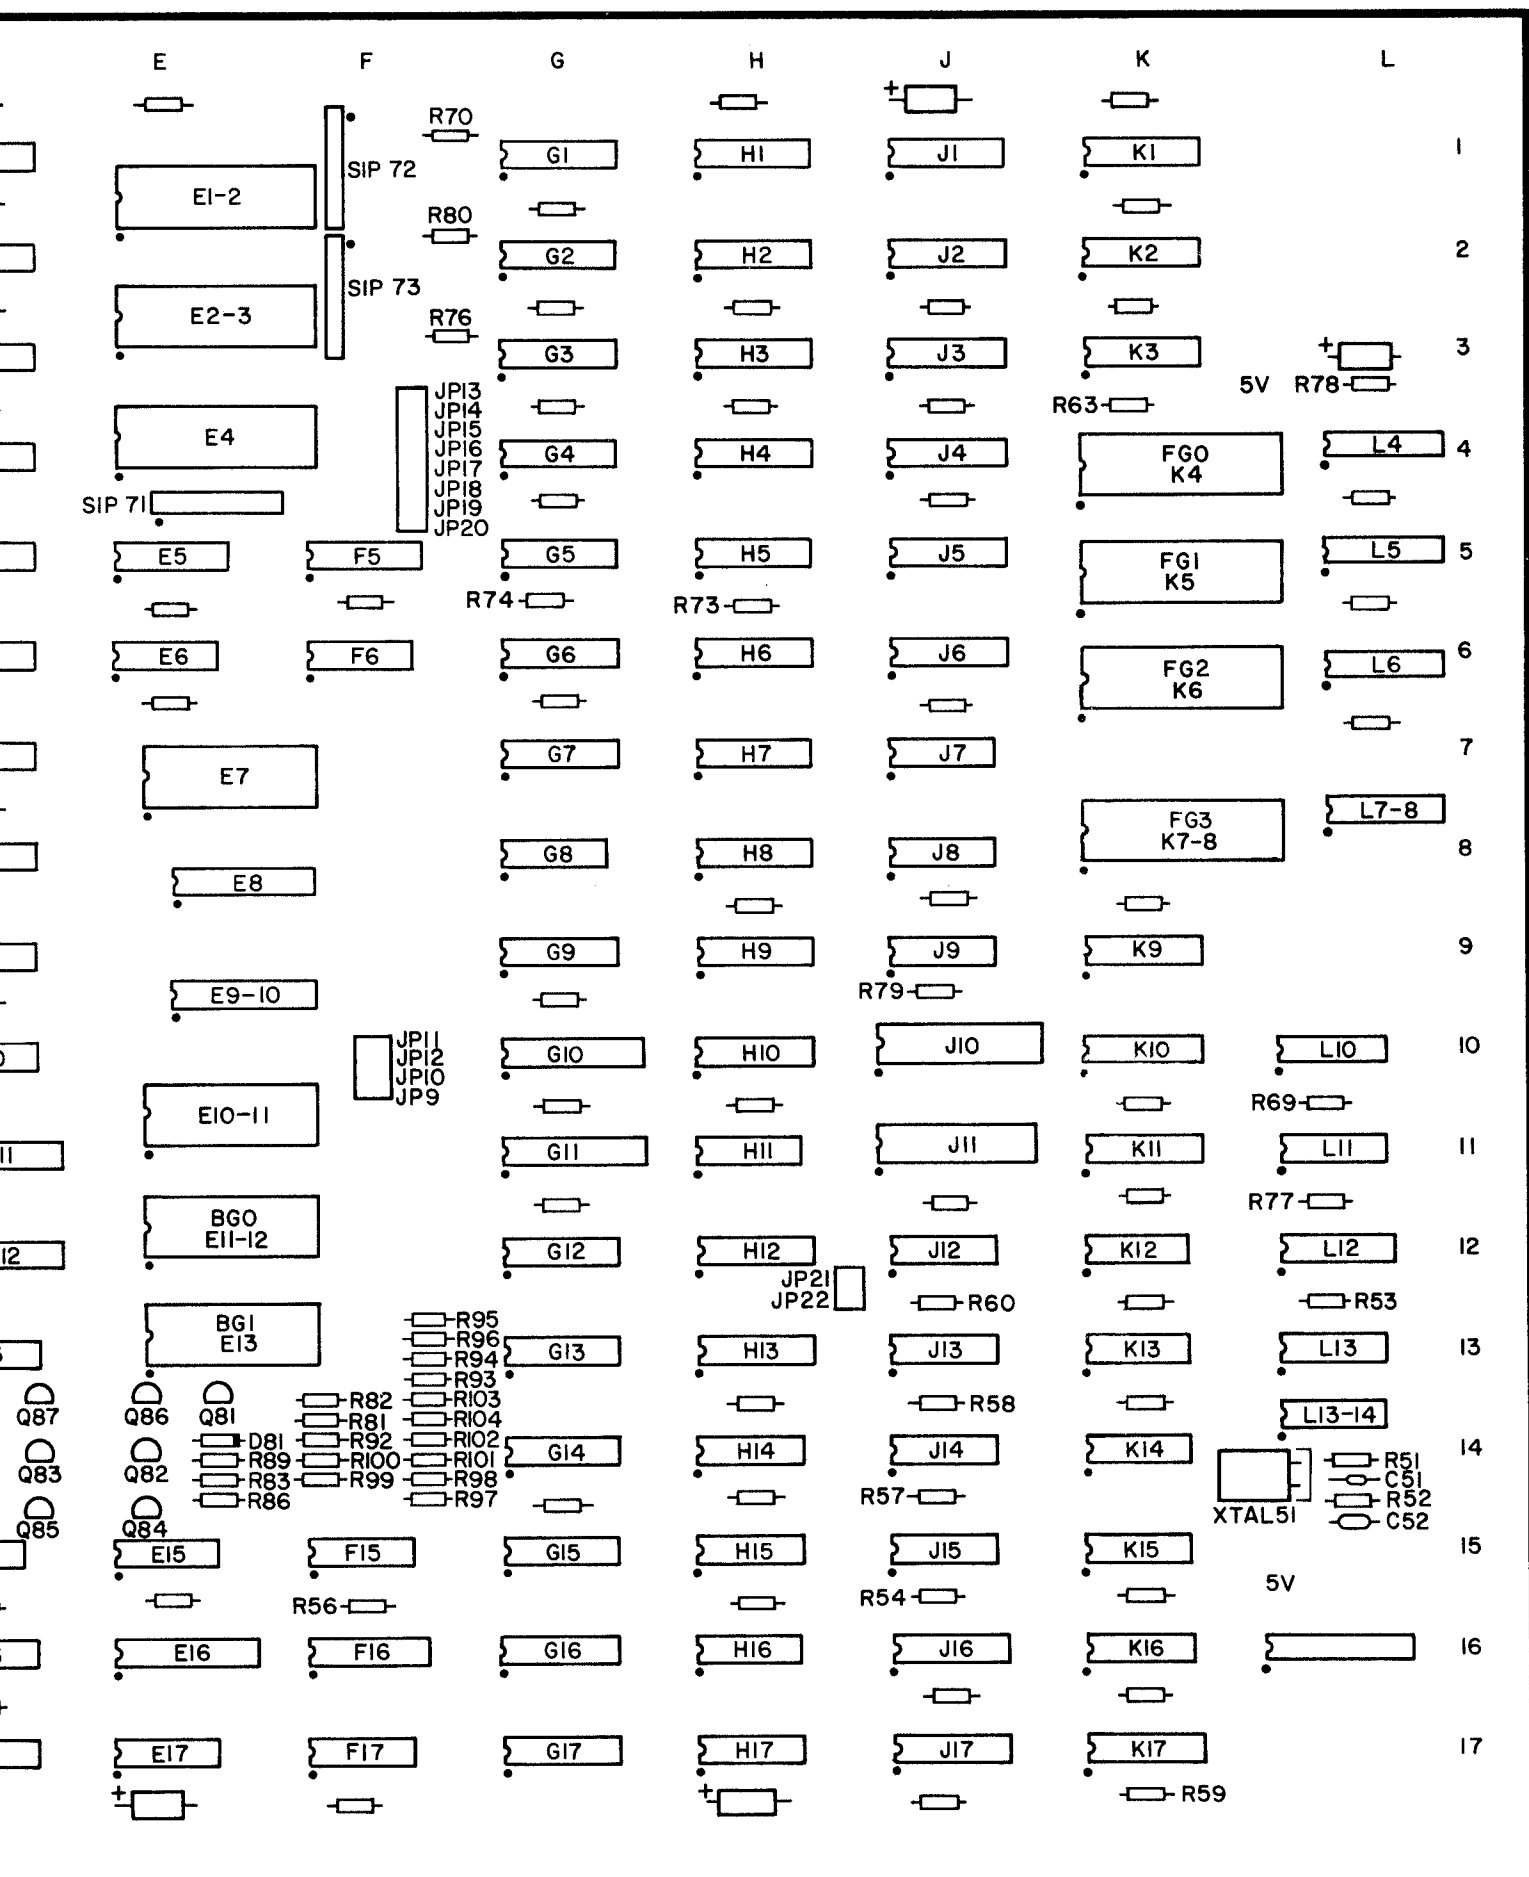 E F G H J K L
R70
G1 H1 J1 K1 1
SIP 72
E1-2
R80
G2 H2 J2 K2 2
SIP 73
E2-3
R76
G3 H3 J3 K3 + 3
5V R78
JP13
JP14
JP15
JP16
JP17
JP18
JP19
JP20
R63
E4 G4 H4 J4 FG0 K4 L4 4
SIP 71
E5 F5 G5 H5 J5 FG1 K5 L5 5
R74 R73
E6 F6 G6 H6 J6 FG2 K6 L6 6
E7 G7 H7 J7 7
FG3 K7-8 L7-8
E8 G8 H8 J8 8
G9 H9 J9 K9 9
E9-10 R79
JP11
JP12
JP10
JP9
G10 H10 J10 K10 L10 10
E10-11 R69
11 G11 H11 J11 K11 L11 11
R77
BG0
E11-12
12 G12 H12 J12 K12 L12 12
JP21
JP22
R60 R53
BG1
E13
G13 H13 J13 K13 L13 13
R95
R96
R94
R93
R103
R104
R102
R101
R98
R97
R82
R81
R92
R100
R99
R58
Q87 Q86 Q81
L13-14
D81
R89
R83
R86
Q83 Q82
G14 H14 J14 K14 14
R51
C51
R52
C52
XTAL51
R57
Q85 Q84
E15 F15 G15 H15 J15 K15 15
5V
R56 R54
E16 F16 G16 H16 J16 K16 16
E17 F17 G17 H17 J17 K17 17
+ + R59